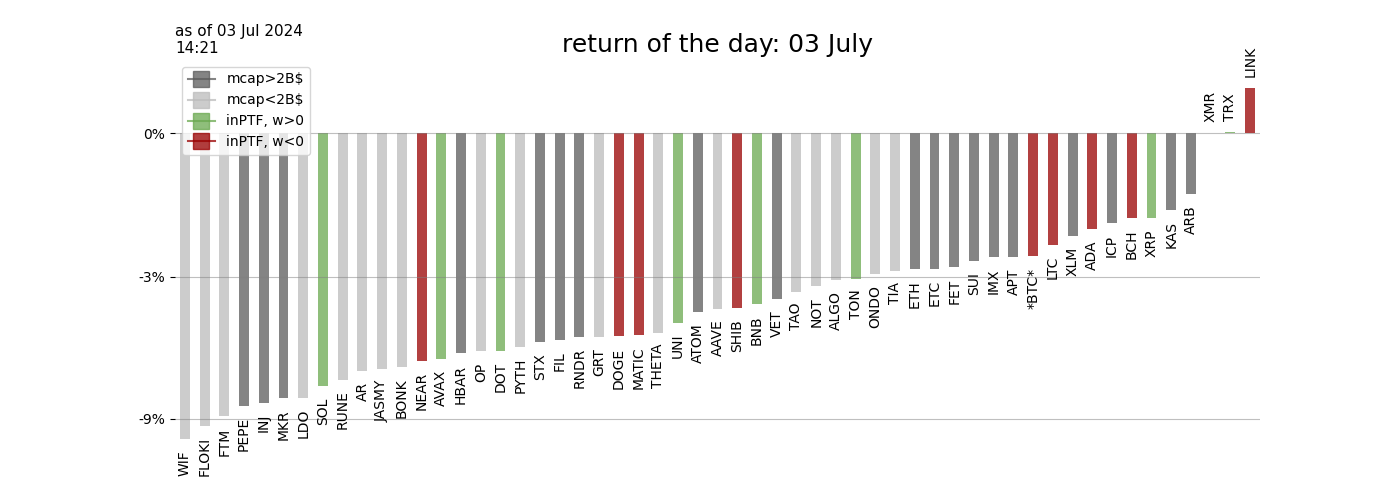 as of 03 Jul 2024
14:21
return of the day: 03 July
mcap>2B$
mcap<2B$
inPTF, w>0
inPTF, w<0
0%
-3%
-9%
WIF
FLOKI
FTM
PEPE
INJ
MKR
LDO
SOL
RUNE
AR
JASMY
BONK
NEAR
AVAX
HBAR
OP
DOT
PYTH
STX
FIL
RNDR
GRT
DOGE
MATIC
THETA
UNI
ATOM
AAVE
SHIB
BNB
VET
TAO
NOT
ALGO
TON
ONDO
TIA
ETH
ETC
FET
SUI
IMX
APT
*BTC*
LTC
XLM
ADA
ICP
BCH
XRP
KAS
ARB
XMR
TRX
LINK